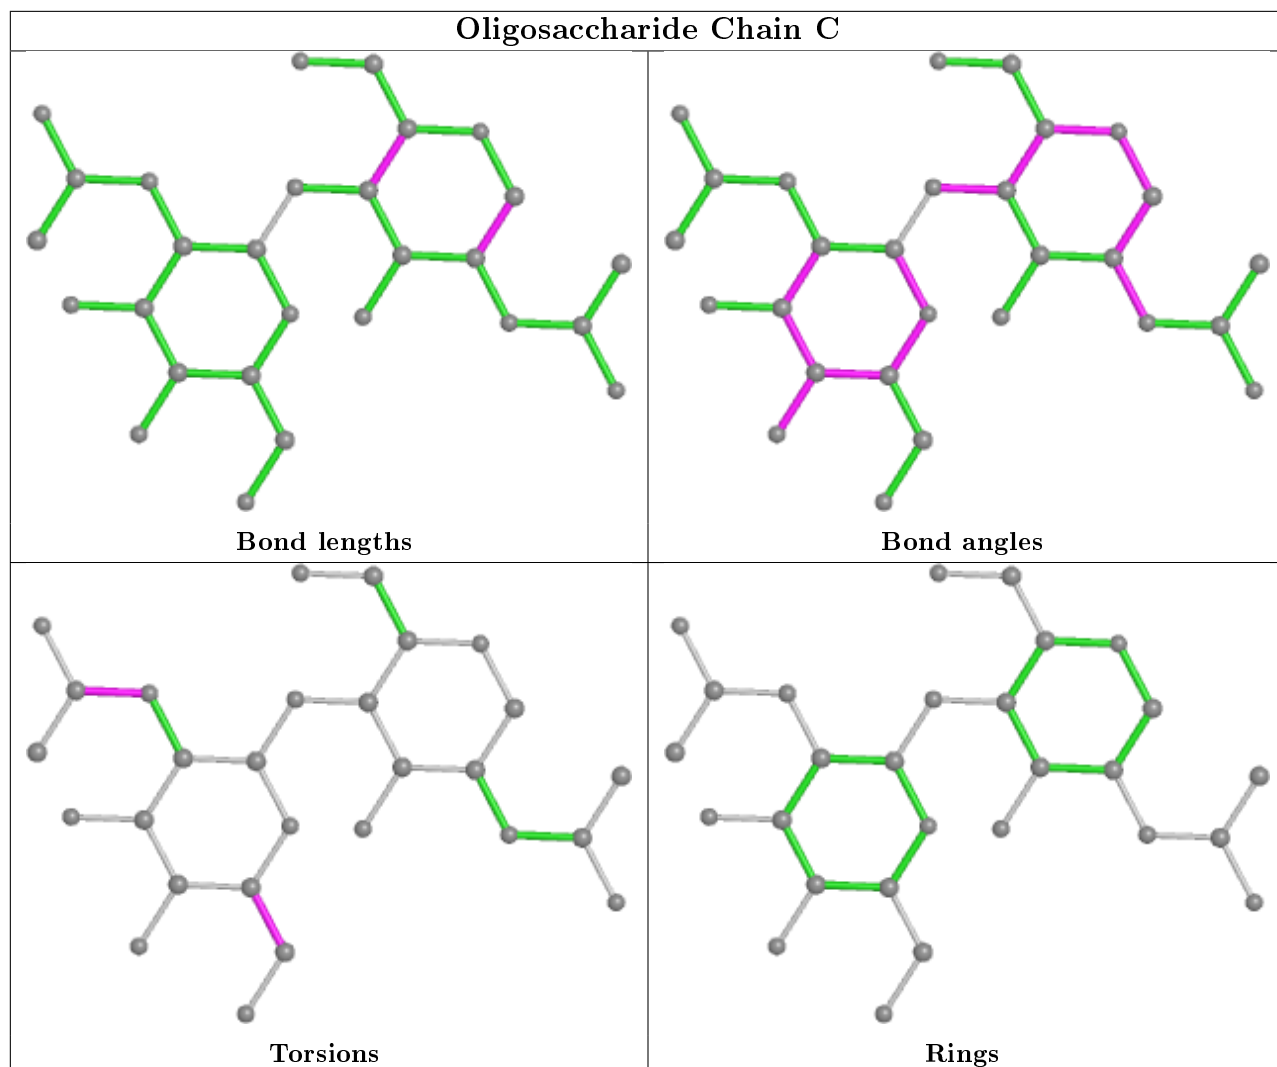 Oligosaccharide Chain C
Bond lengths
Bond angles
Torsions
Rings